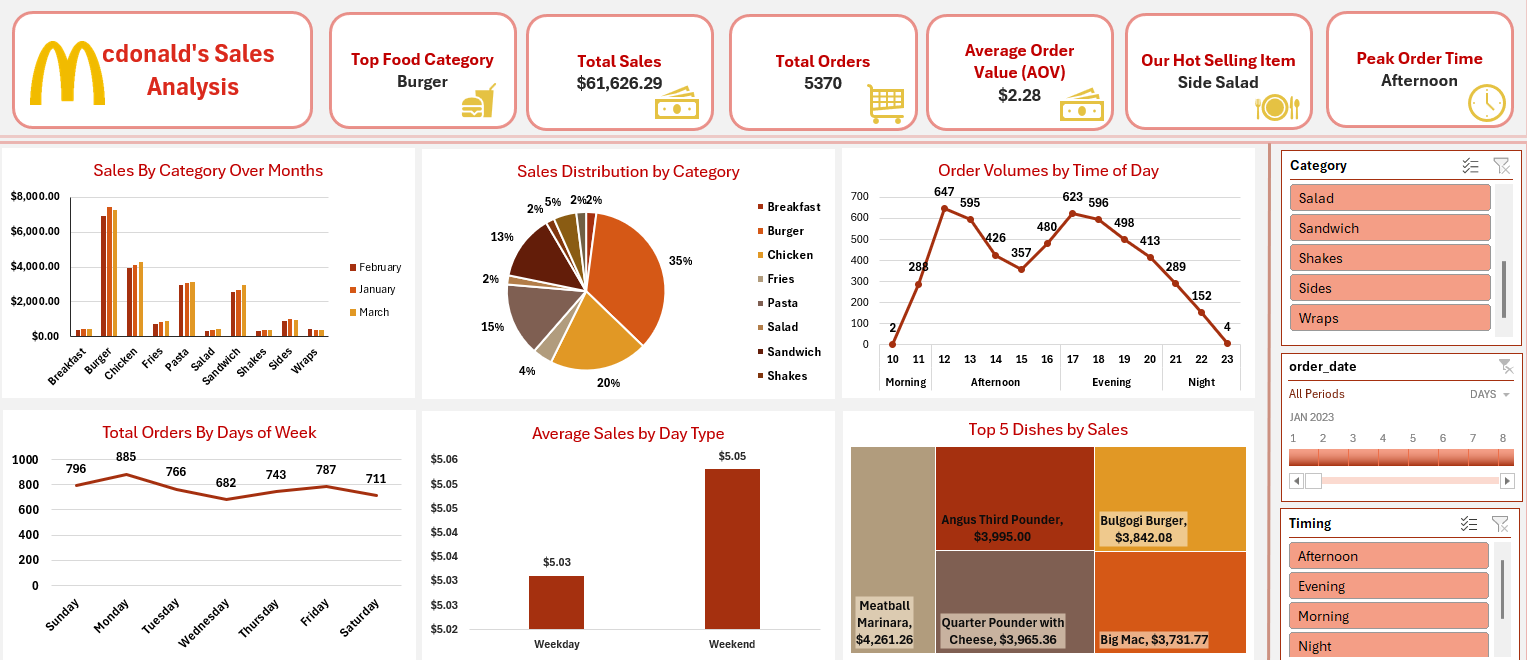 cdonald's Sales
Analysis
Top Food Category
Burger
Total Sales
$61,626.29
Total Orders
5370
Average Order
Value (AOV)
$2.28
Our Hot Selling Item
Side Salad
Peak Order Time
Afternoon
Sales By Category Over Months
$8,000.00
$6,000.00
$4,000.00
$2,000.00
$0.00
Breakfast
Burger
Chicken
Fries
Pasta
Salad
Sandwich
Shakes
Sides
Wraps
February
January
March
Sales Distribution by Category
2%
5%
2%
2%
13%
35%
2%
15%
4%
20%
Breakfast
Burger
Chicken
Fries
Pasta
Salad
Sandwich
Shakes
Order Volumes by Time of Day
700
600
500
400
300
200
100
0
2
288
647
595
426
357
480
623
596
498
413
289
152
4
10 11 12 13 14 15 16 17 18 19 20 21 22 23
Morning Afternoon Evening Night
Category
Salad
Sandwich
Shakes
Sides
Wraps
order_date
All Periods DAYS
JAN 2023
1 2 3 4 5 6 7 8
Timing
Afternoon
Evening
Morning
Night
Total Orders By Days of Week
1000
800
600
400
200
0
796
885
766
682
743
787
711
Sunday
Monday
Tuesday
Wednesday
Thursday
Friday
Saturday
Average Sales by Day Type
$5.06
$5.05
$5.05
$5.04
$5.04
$5.03
$5.03
$5.02
$5.03
$5.05
Weekday
Weekend
Top 5 Dishes by Sales
Meatball
Marinara,
$4,261.26
Angus Third Pounder,
$3,995.00
Quarter Pounder with
Cheese, $3,965.36
Bulgogi Burger,
$3,842.08
Big Mac, $3,731.77